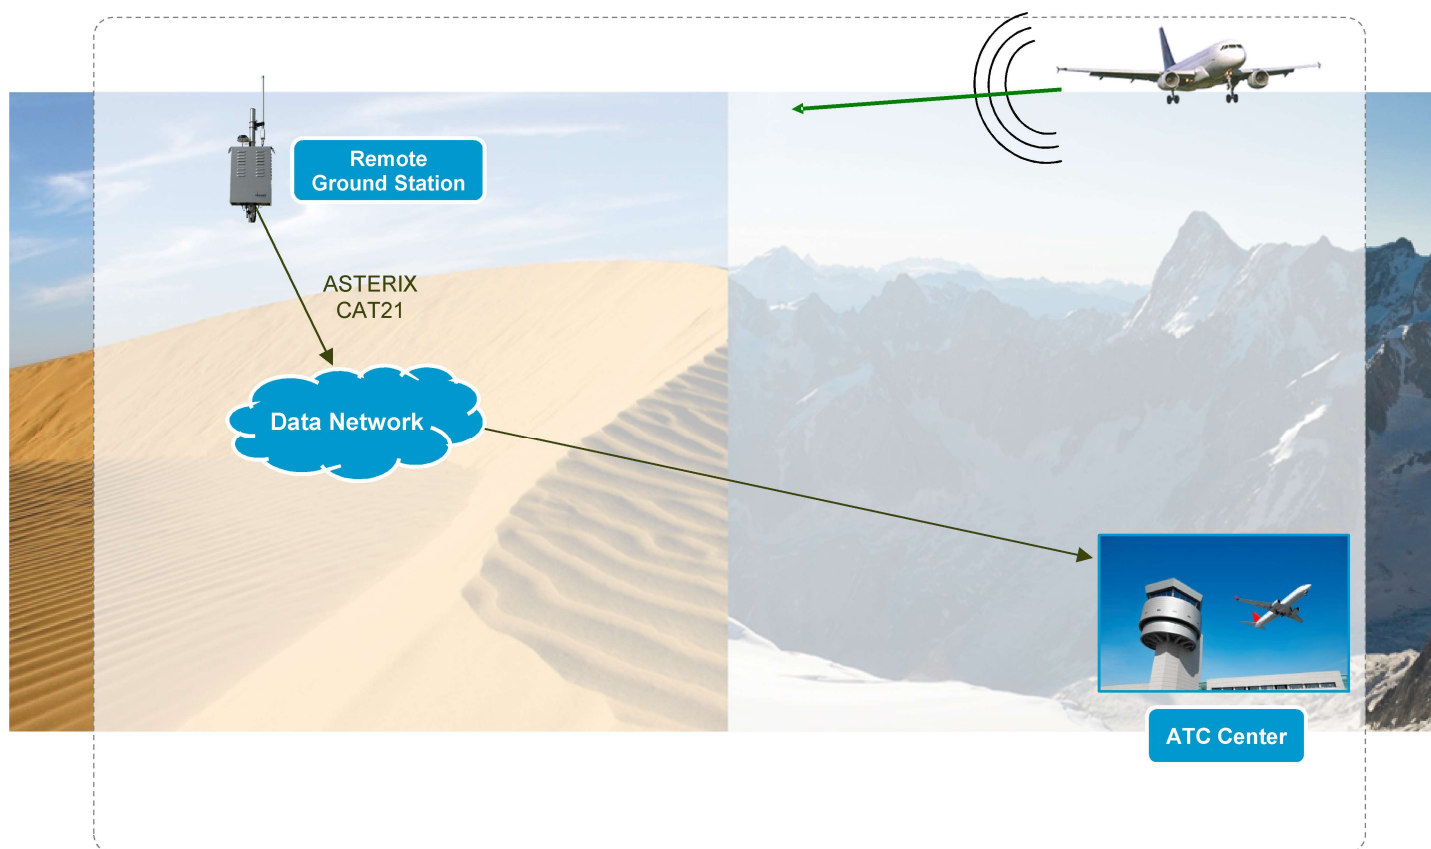 Remote
Ground Station
ASTERIX
CAT21
Data Network
ATC Center